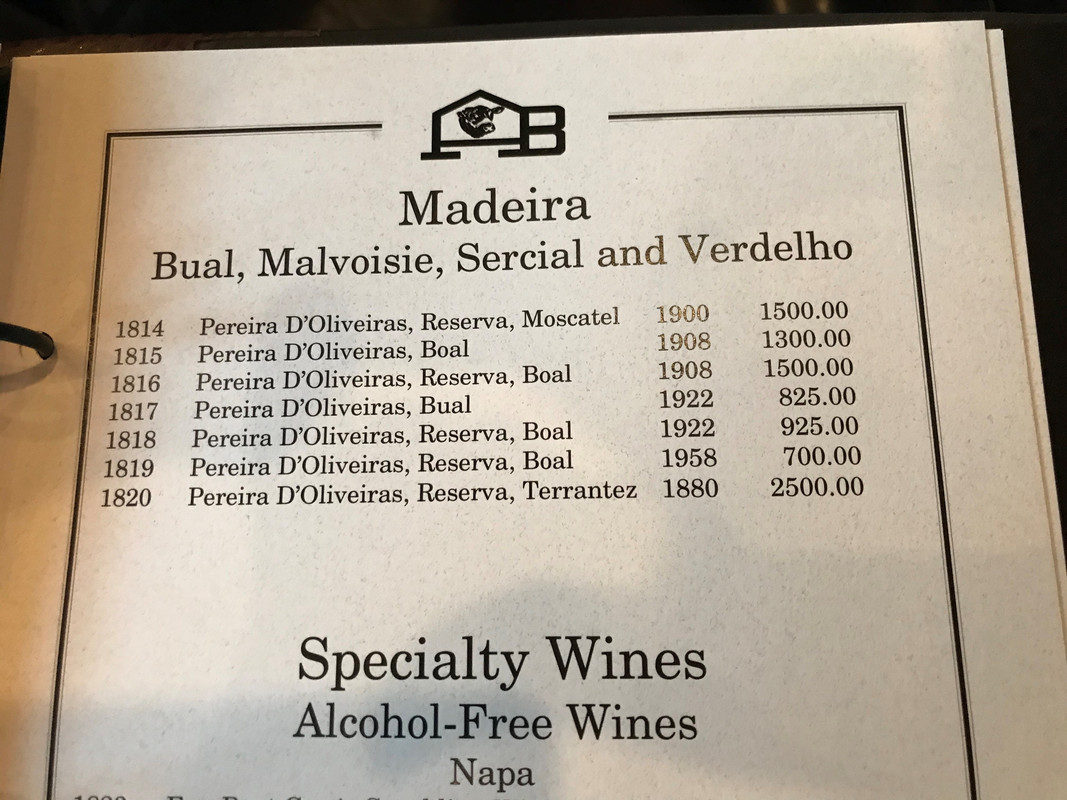 B
Madeira
Bual, Malvoisie, Sercial and Verdelho
1814 Pereira D'Oliveiras, Reserva, Moscatel 1900 1500.00
1815 Pereira D'Oliveiras, Boal 1908 1300.00
1816 Pereira D'Oliveiras, Reserva, Boal 1908 1500.00
1817 Pereira D'Oliveiras, Bual 1922 825.00
1818 Pereira D'Oliveiras, Reserva, Boal 1922 925.00
1819 Pereira D'Oliveiras, Reserva, Boal 1958 700.00
1820 Pereira D'Oliveiras, Reserva, Terrantez 1880 2500.00
Specialty Wines
Alcohol-Free Wines
Napa